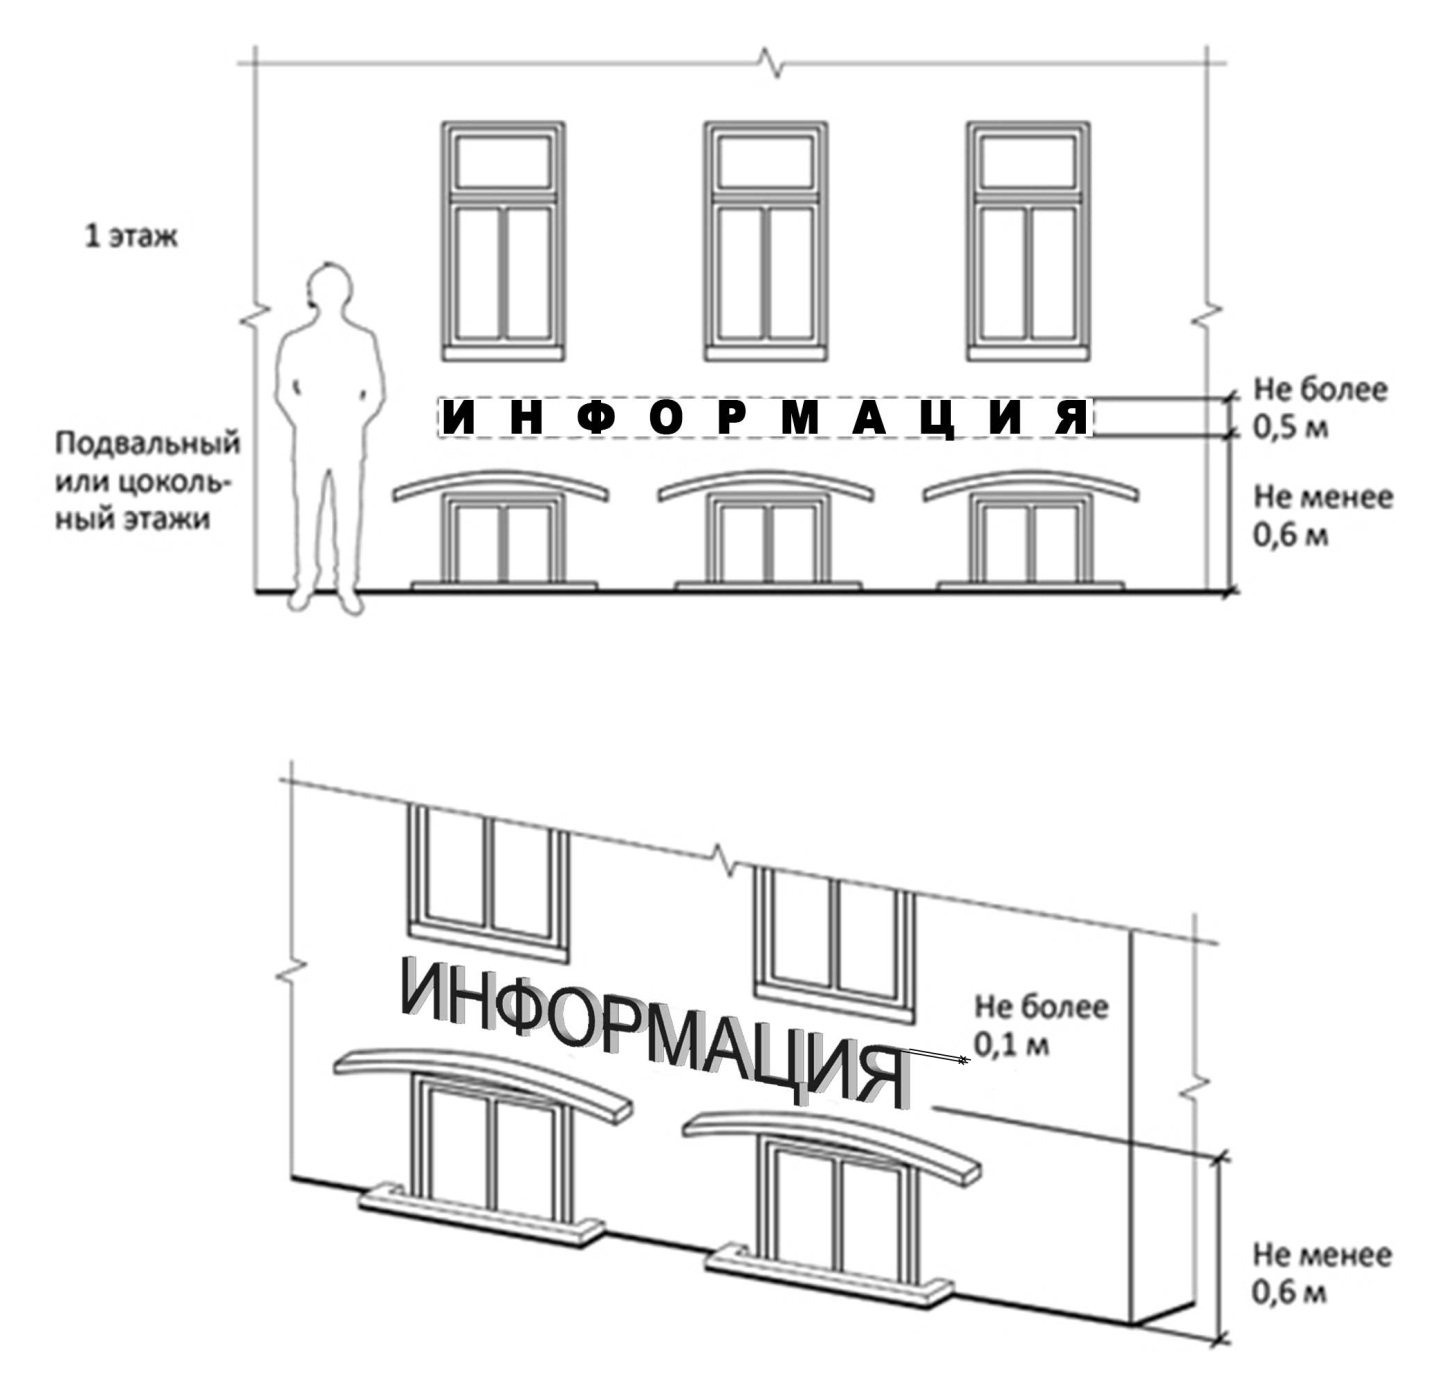 1 этаж
ИНФОРМАЦИЯ
Не более
0,5 м
Подвальный
или цоколь-
ный этажи
Не менее
0,6 м
ИНФОРМАЦИЯ
Не более
0,1 м
Не менее
0,6 м